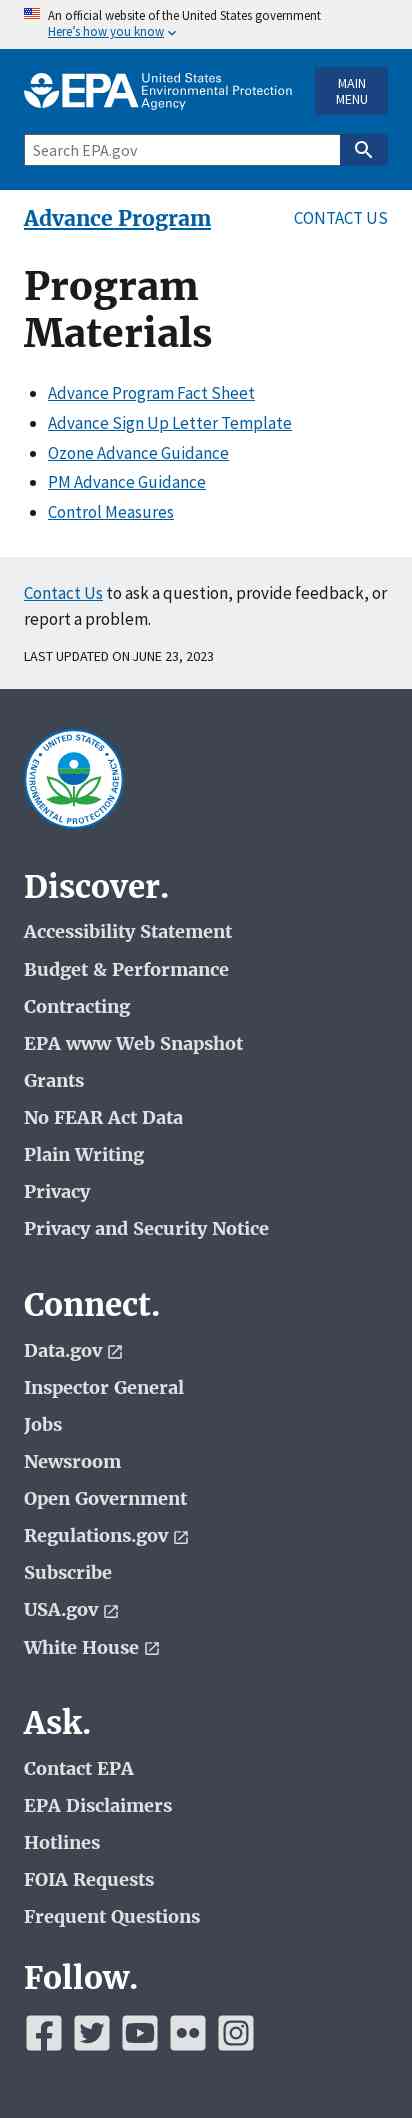 An official website of the United States government
Here's how you know
EPA United States
Environmental Protection
Agency
MAIN
MENU
Search EPA.gov
Advance Program
CONTACT US
Program
Materials
Advance Program Fact Sheet
Advance Sign Up Letter Template
Ozone Advance Guidance
PM Advance Guidance
Control Measures
Contact Us to ask a question, provide feedback, or
report a problem.
LAST UPDATED ON JUNE 23, 2023
UNITED STATES
ENVIRONMENTAL PROTECTION AGENCY
Discover.
Accessibility Statement
Budget & Performance
Contracting
EPA www Web Snapshot
Grants
No FEAR Act Data
Plain Writing
Privacy
Privacy and Security Notice
Connect.
Data.gov
Inspector General
Jobs
Newsroom
Open Government
Regulations.gov
Subscribe
USA.gov
White House
Ask.
Contact EPA
EPA Disclaimers
Hotlines
FOIA Requests
Frequent Questions
Follow.